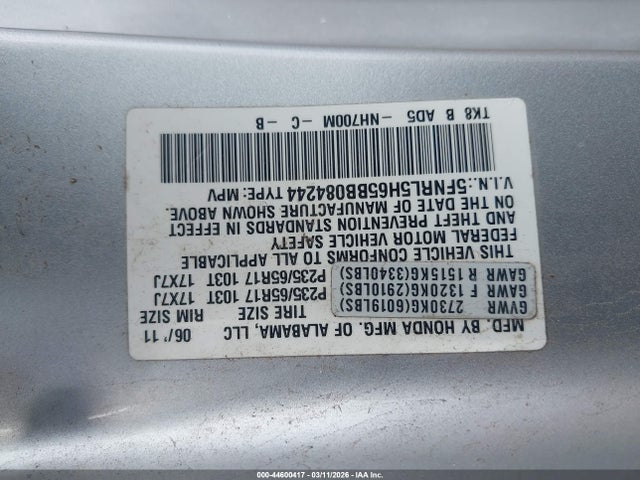 MFD. BY HONDA MFG. OF ALABAMA, LLC 06/'11
GVWR 2730KG(6019LBS) TIRE SIZE RIM SIZE
GAWR F 1320KG(2910LBS) P235/65R17 103T 17X7J
GAWR R 1515KG(3340LBS) P235/65R17 103T 17X7J
THIS VEHICLE CONFORMS TO ALL APPLICABLE
FEDERAL MOTOR VEHICLE SAFETY
AND THEFT PREVENTION STANDARDS IN EFFECT
ON THE DATE OF MANUFACTURE SHOWN ABOVE.
V.I.N.:5FNRL5H65BB084244 TYPE: MPV
TK8 B AD5 -NH700M - C - B
000-44600417 - 03/11/2026 - IAAI.COM